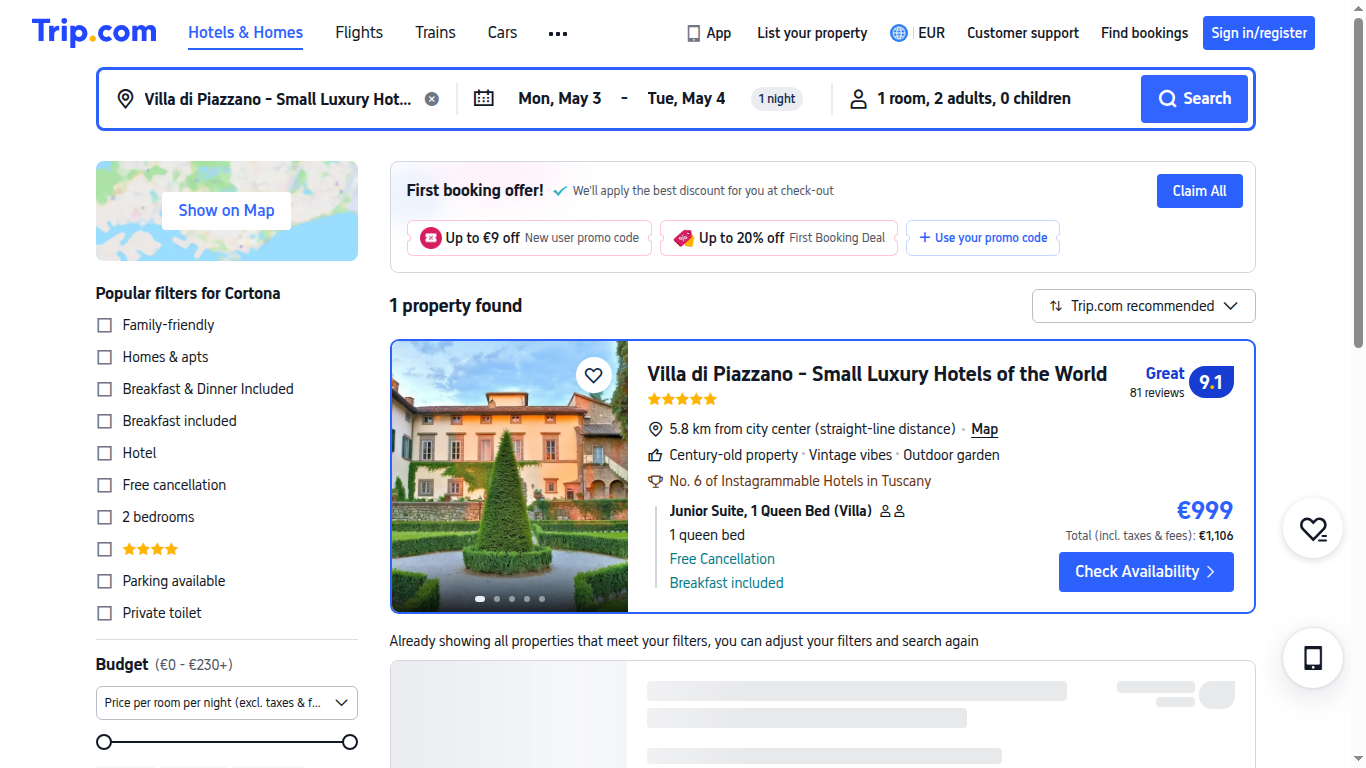 Trip.com
Hotels & Homes
Flights
Trains
Cars
App
List your property
EUR
Customer support
Find bookings
Sign in/register
Villa di Piazzano - Small Luxury Hot...
Mon, May 3 - Tue, May 4
1 night
1 room, 2 adults, 0 children
Search
Show on Map
First booking offer!
We'll apply the best discount for you at check-out
Claim All
Up to €9 off New user promo code
Up to 20% off First Booking Deal
+ Use your promo code
Popular filters for Cortona
Family-friendly
Homes & apts
Breakfast & Dinner Included
Breakfast included
Hotel
Free cancellation
2 bedrooms
Parking available
Private toilet
Budget (€0 - €230+)
Price per room per night (excl. taxes & f...
1 property found
Trip.com recommended
Villa di Piazzano - Small Luxury Hotels of the World
Great
81 reviews
9.1
5.8 km from city center (straight-line distance) · Map
Century-old property · Vintage vibes · Outdoor garden
No. 6 of Instagrammable Hotels in Tuscany
Junior Suite, 1 Queen Bed (Villa)
1 queen bed
Free Cancellation
Breakfast included
€999
Total (incl. taxes & fees): €1,106
Check Availability
Already showing all properties that meet your filters, you can adjust your filters and search again